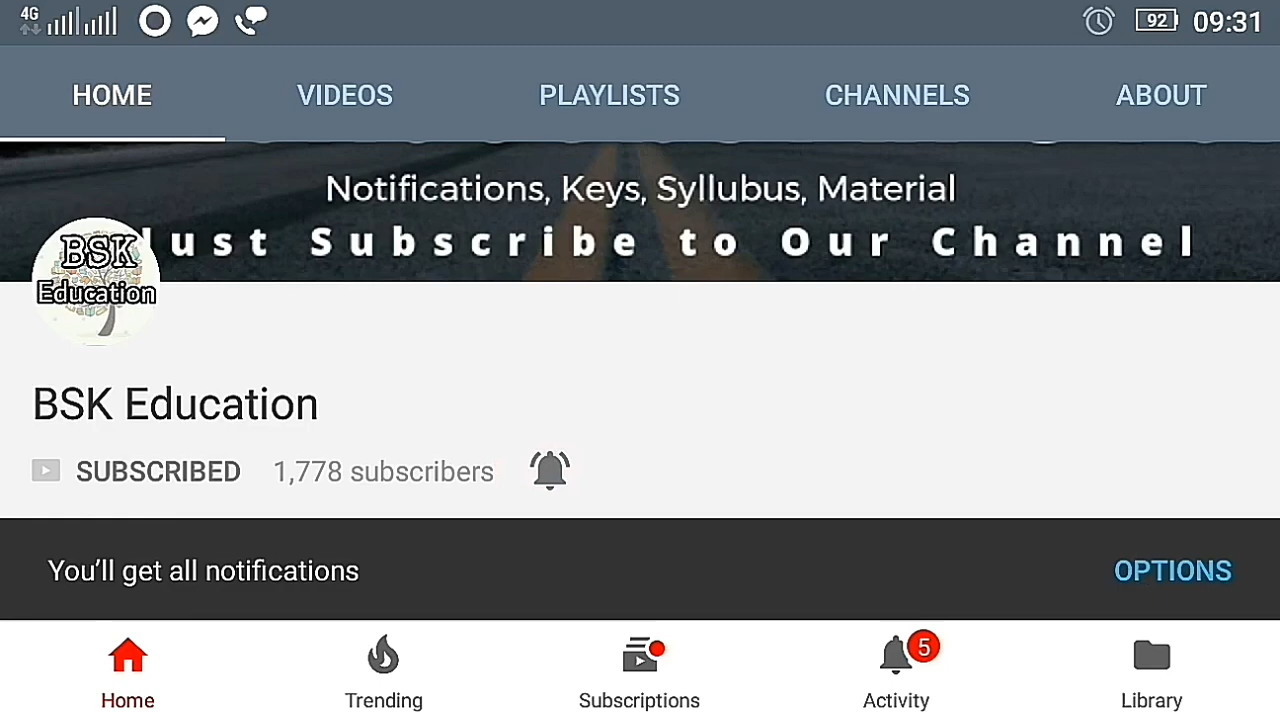 4G 92 09:31
HOME VIDEOS PLAYLISTS CHANNELS ABOUT
Notifications, Keys, Syllubus, Material
Just Subscribe to Our Channel
BSK
Education
BSK Education
SUBSCRIBED 1,778 subscribers
You'll get all notifications OPTIONS
5
Home Trending Subscriptions Activity Library